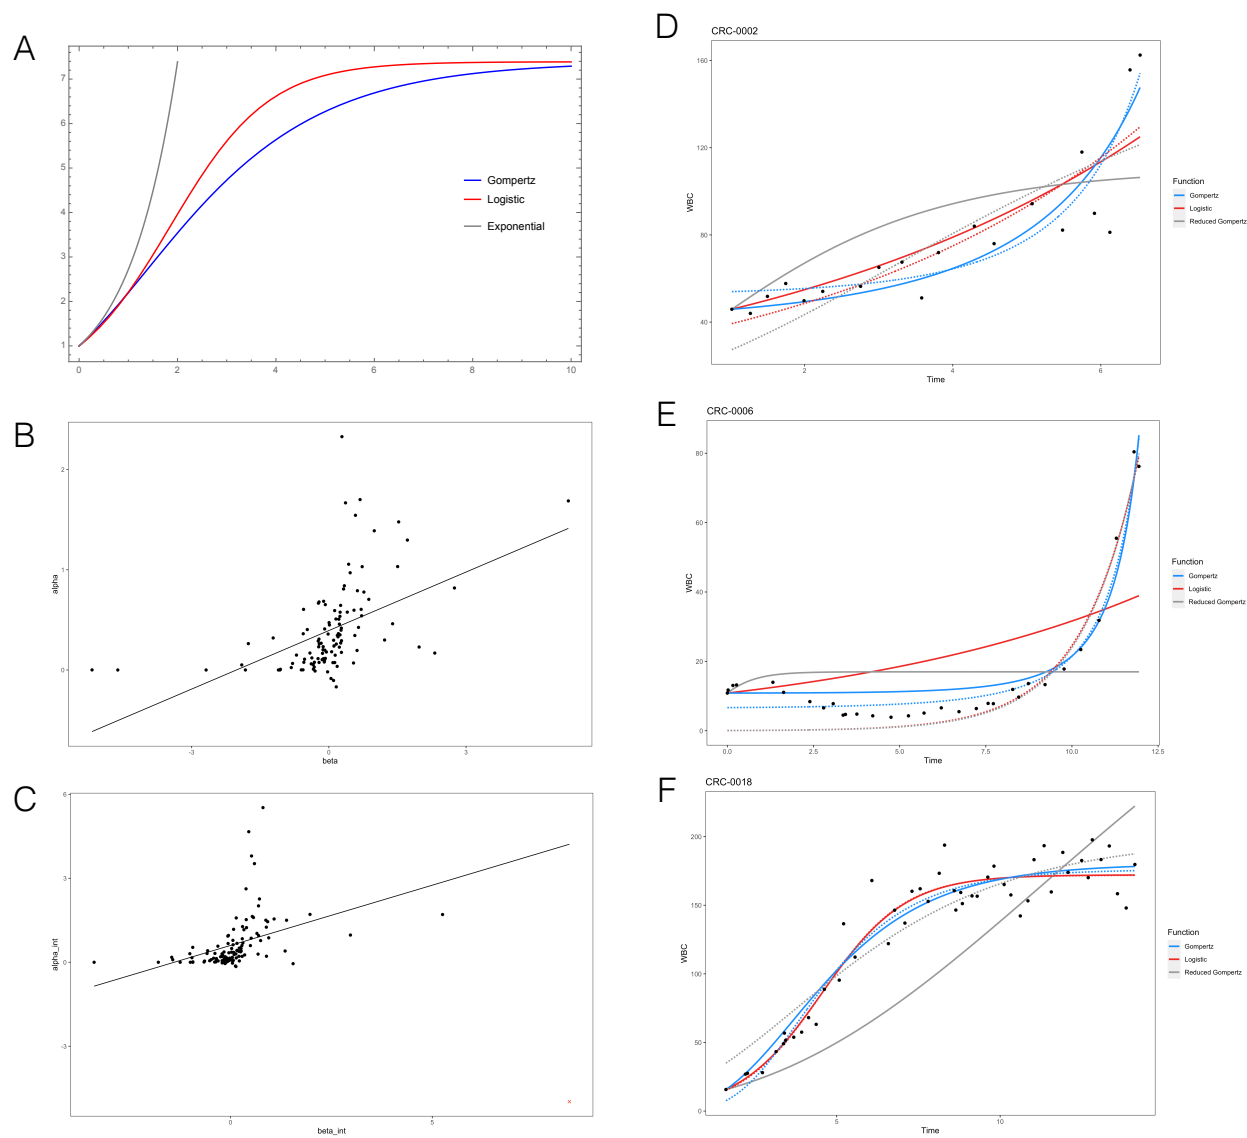 A
7
6
5
4
3
2
1
0
2
4
6
8
10
Gompertz
Logistic
Exponential
B
2
1
0
alpha
-3
0
3
beta
C
6
3
0
-3
alpha_int
0
5
beta_int
D
CRC-0002
160
120
80
40
WBC
2
4
6
Time
Function
Gompertz
Logistic
Reduced Gompertz
E
CRC-0006
80
60
40
20
0
WBC
0.0
2.5
5.0
7.5
10.0
12.5
Time
Function
Gompertz
Logistic
Reduced Gompertz
F
CRC-0018
200
150
100
50
0
WBC
5
10
Time
Function
Gompertz
Logistic
Reduced Gompertz